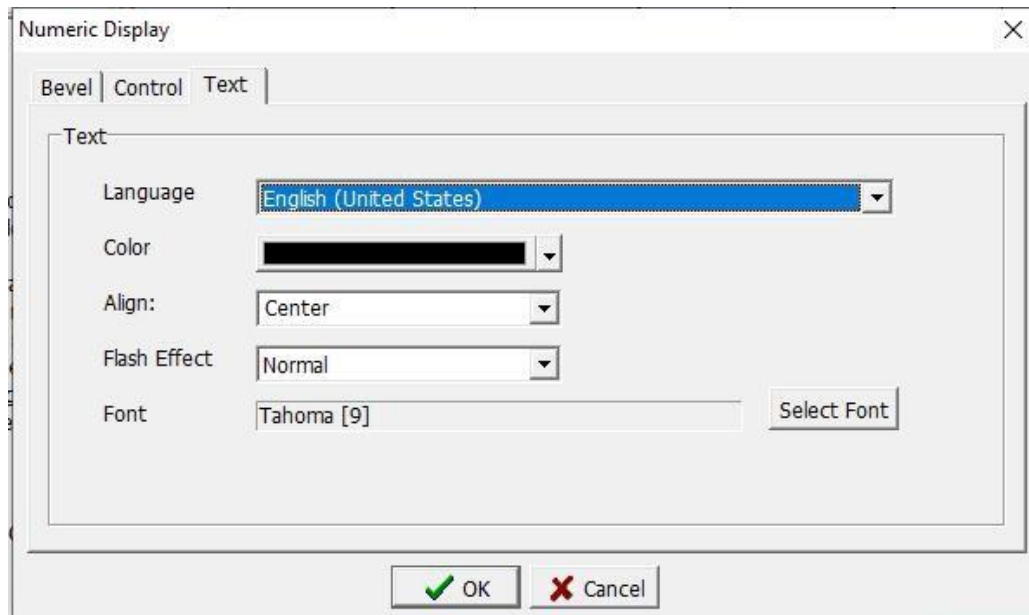 Numeric Display
Bevel Control Text
Text
Language English (United States)
Color
Align: Center
Flash Effect Normal
Font Tahoma [9] Select Font
OK Cancel